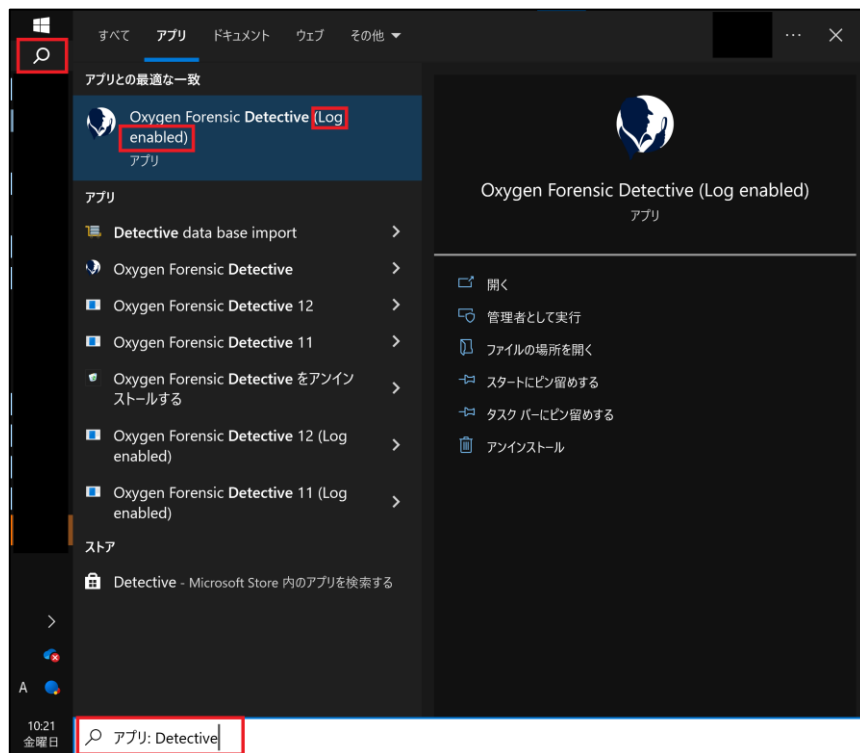 すべて アプリ ドキュメント ウェブ その他
アプリとの最適な一致
Oxygen Forensic Detective (Log
enabled)
アプリ
アプリ
Detective data base import
Oxygen Forensic Detective
Oxygen Forensic Detective 12
Oxygen Forensic Detective 11
Oxygen Forensic Detective をアンイン
ストールする
Oxygen Forensic Detective 12 (Log
enabled)
Oxygen Forensic Detective 11 (Log
enabled)
ストア
Detective - Microsoft Store 内のアプリを検索する
Oxygen Forensic Detective (Log enabled)
アプリ
開く
管理者として実行
ファイルの場所を開く
スタートにピン留めする
タスク バーにピン留めする
アンインストール
A
10:21
金曜日
アプリ: Detective